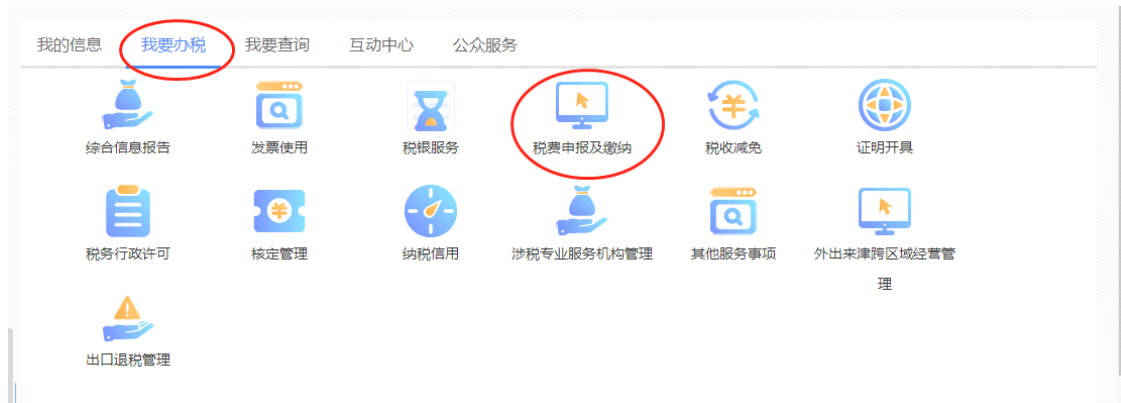 我的信息 我要办税 我要查询 互动中心 公众服务
综合信息报告 发票使用 税银服务 税费申报及缴纳 税收减免 证明开具
税务行政许可 核定管理 纳税信用 涉税专业服务机构管理 其他服务事项 外出来津跨区域经营管
理
出口退税管理